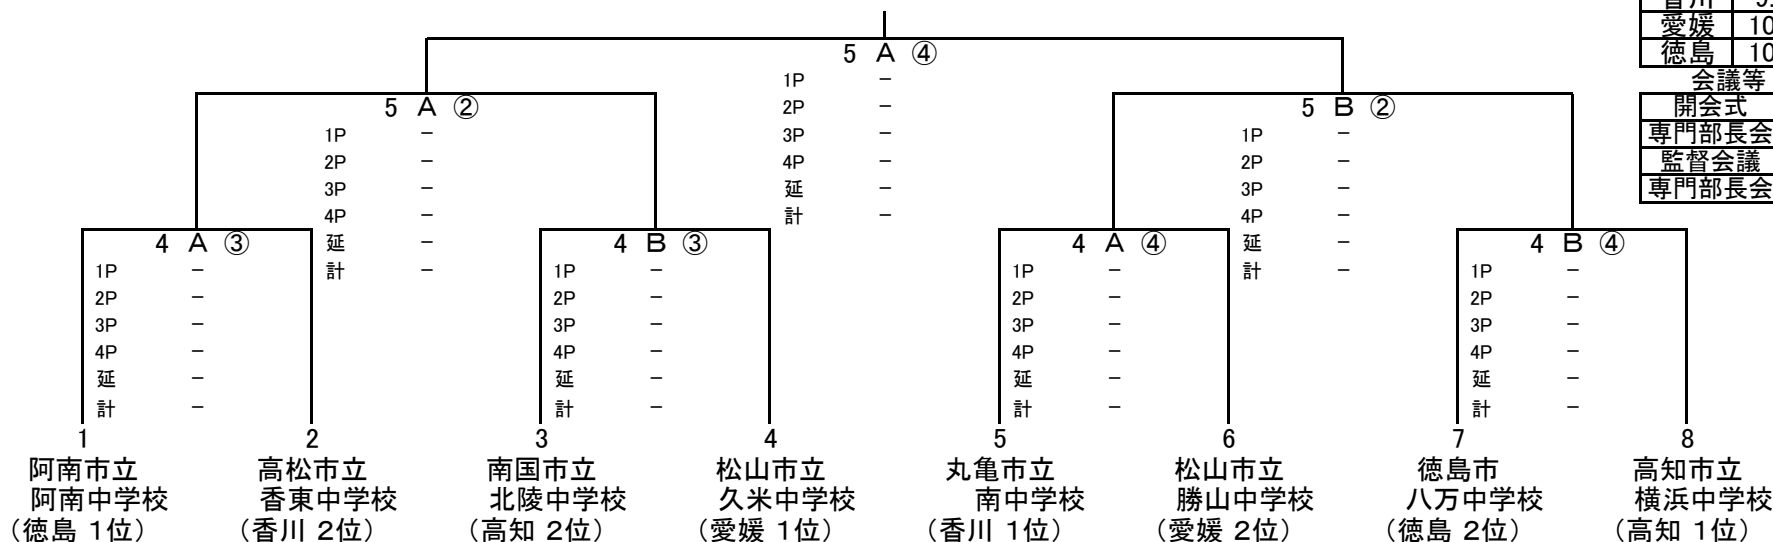 5 A ④
1P －
2P －
3P －
4P －
延 －
計 －
5 A ②
1P －
2P －
3P －
4P －
延 －
計 －
5 B ②
1P －
2P －
3P －
4P －
延 －
計 －
4 A ③
1P －
2P －
3P －
4P －
延 －
計 －
4 B ③
1P －
2P －
3P －
4P －
延 －
計 －
4 A ④
1P －
2P －
3P －
4P －
延 －
計 －
4 B ④
1P －
2P －
3P －
4P －
延 －
計 －
1
阿南市立
阿南中学校
（徳島 1位）
2
高松市立
香東中学校
（香川 2位）
3
南国市立
北陵中学校
（高知 2位）
4
松山市立
久米中学校
（愛媛 1位）
5
丸亀市立
南中学校
（香川 1位）
6
松山市立
勝山中学校
（愛媛 2位）
7
徳島市
八万中学校
（徳島 2位）
8
高知市立
横浜中学校
（高知 1位）
香川 9
愛媛 10
徳島 10
会議等
開会式
専門部長会
監督会議
専門部長会